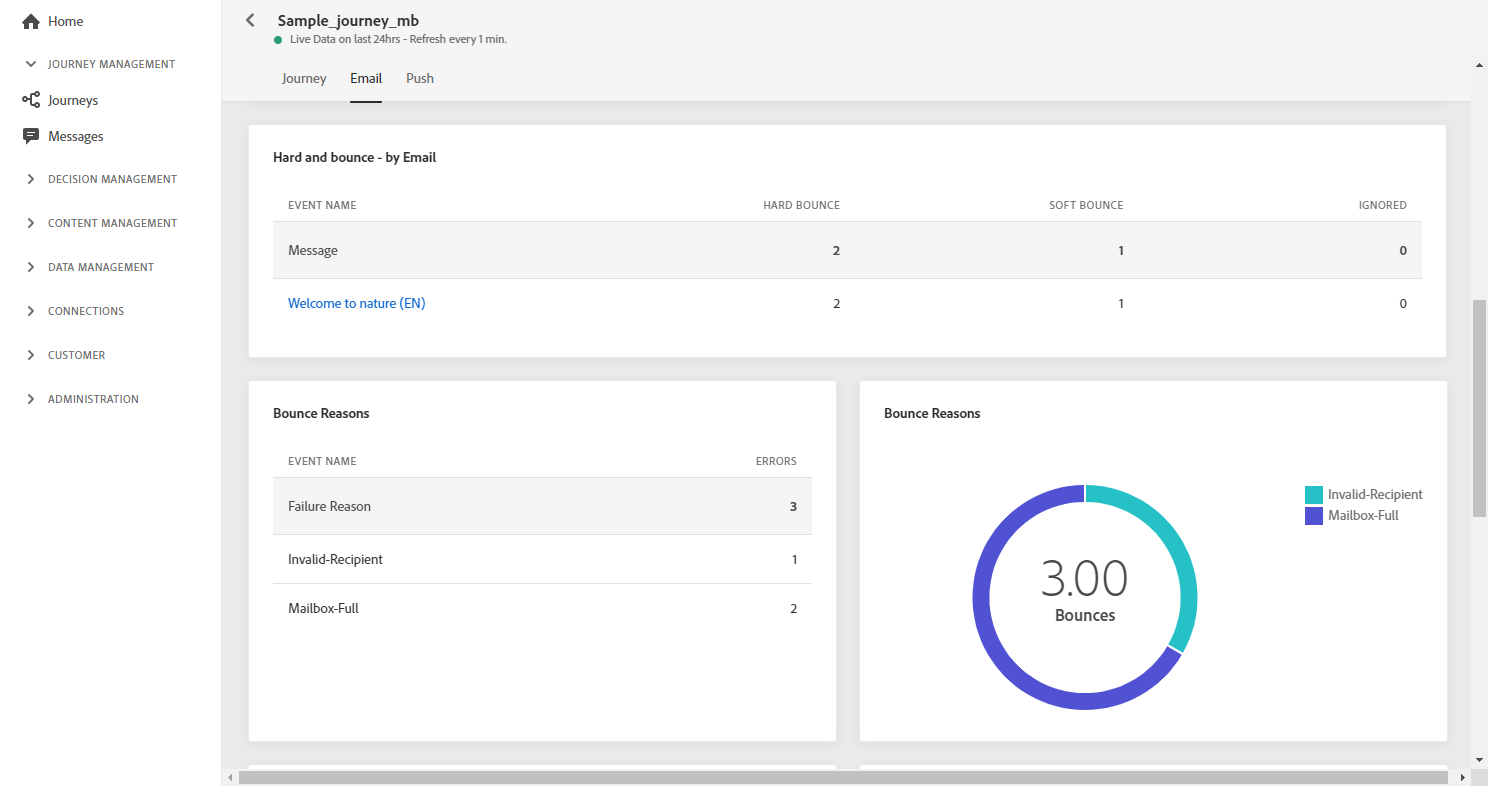 Home
JOURNEY MANAGEMENT
Journeys
Messages
DECISION MANAGEMENT
CONTENT MANAGEMENT
DATA MANAGEMENT
CONNECTIONS
CUSTOMER
ADMINISTRATION
Sample_journey_mb
Live Data on last 24hrs - Refresh every 1 min.
Journey Email Push
Hard and bounce - by Email
EVENT NAME HARD BOUNCE SOFT BOUNCE IGNORED
Message 2 1 0
Welcome to nature (EN) 2 1 0
Bounce Reasons
EVENT NAME ERRORS
Failure Reason 3
Invalid-Recipient 1
Mailbox-Full 2
Bounce Reasons
3.00
Bounces
Invalid-Recipient
Mailbox-Full